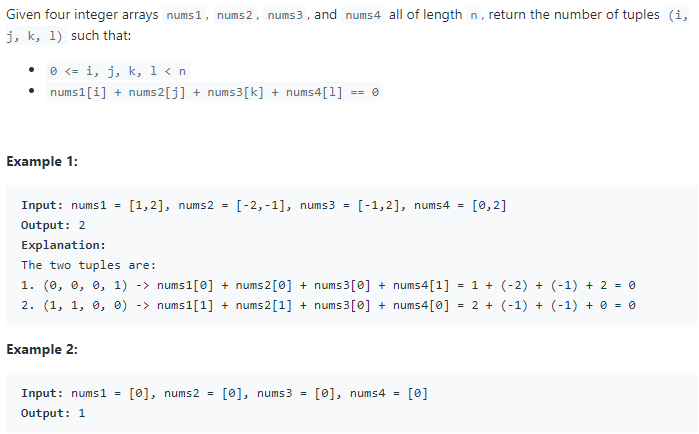 Given four integer arrays nums1, nums2, nums3, and nums4 all of length n, return the number of tuples (i,
j, k, l) such that:
• 0 <= i, j, k, l < n
• nums1[i] + nums2[j] + nums3[k] + nums4[l] == 0
Example 1:
Input: nums1 = [1,2], nums2 = [-2,-1], nums3 = [-1,2], nums4 = [0,2]
Output: 2
Explanation:
The two tuples are:
1. (0, 0, 0, 1) -> nums1[0] + nums2[0] + nums3[0] + nums4[1] = 1 + (-2) + (-1) + 2 = 0
2. (1, 1, 0, 0) -> nums1[1] + nums2[1] + nums3[0] + nums4[0] = 2 + (-1) + (-1) + 0 = 0
Example 2:
Input: nums1 = [0], nums2 = [0], nums3 = [0], nums4 = [0]
Output: 1